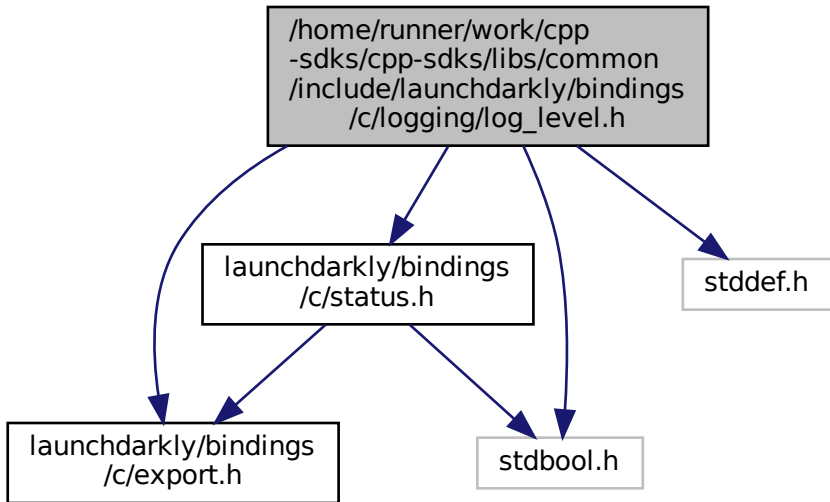 /home/runner/work/cpp
-sdks/cpp-sdks/libs/common
/include/launchdarkly/bindings
/c/logging/log_level.h
launchdarkly/bindings
/c/status.h
stddef.h
launchdarkly/bindings
/c/export.h
stdbool.h